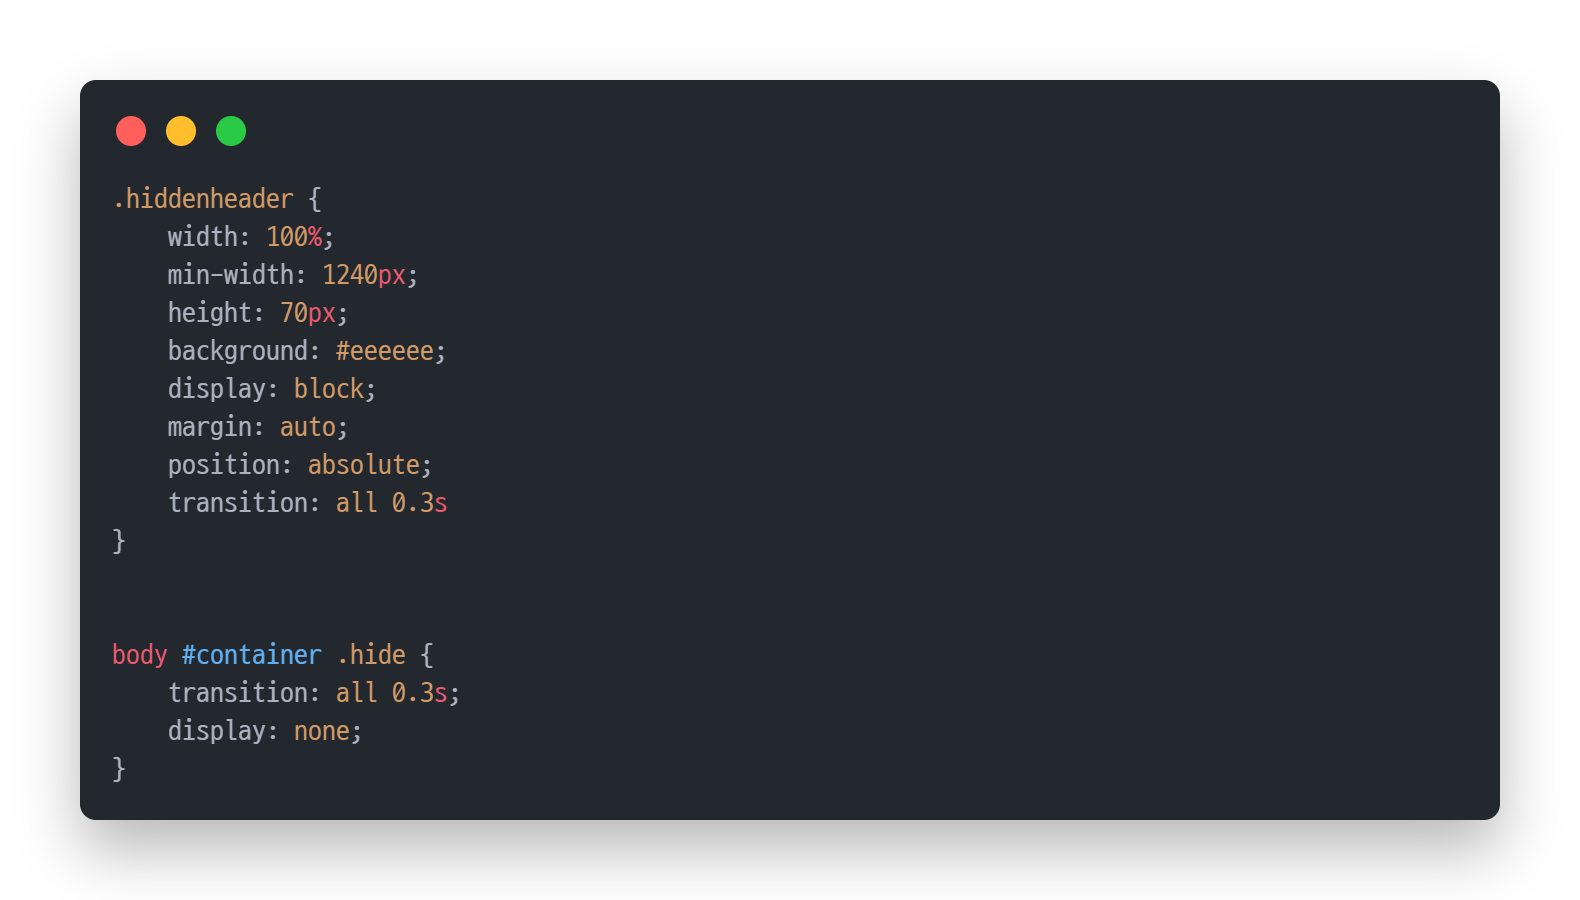 .hiddenheader {
    width: 100%;
    min-width: 1240px;
    height: 70px;
    background: #eeeeee;
    display: block;
    margin: auto;
    position: absolute;
    transition: all 0.3s
}
body #container .hide {
    transition: all 0.3s;
    display: none;
}